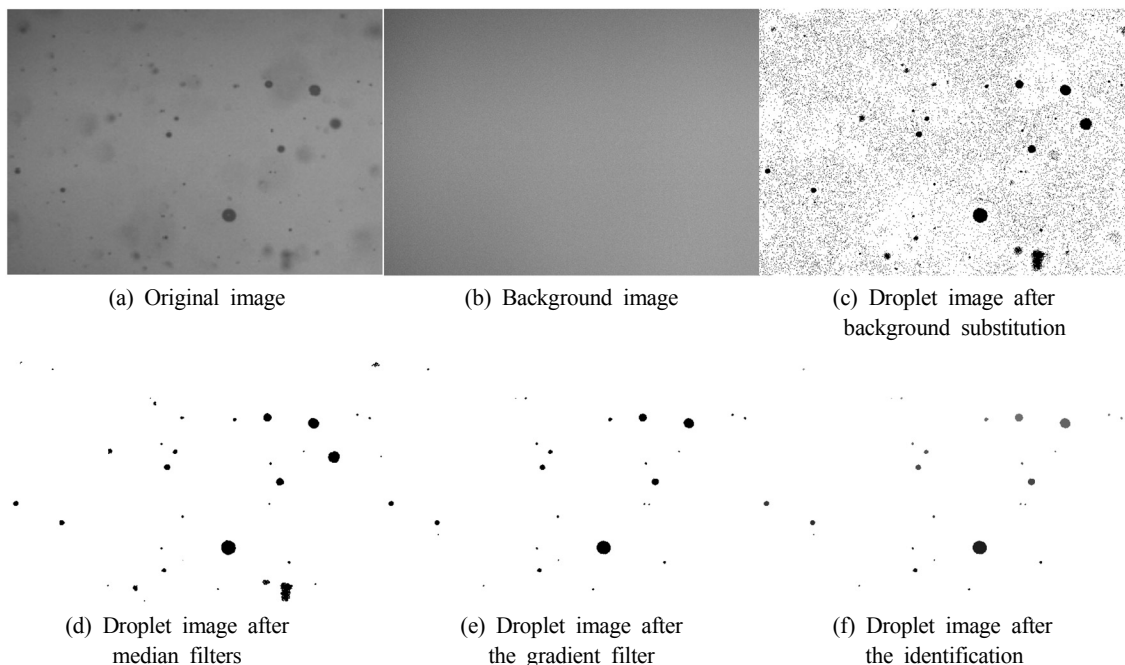 (a) Original image
(b) Background image
(c) Droplet image after
background substitution
(d) Droplet image after
median filters
(e) Droplet image after
the gradient filter
(f) Droplet image after
the identification